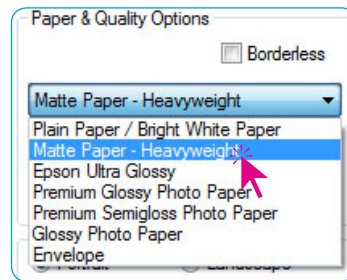 Paper & Quality Options
Borderless
Matte Paper - Heavyweight
Plain Paper / Bright White Paper
Matte Paper - Heavyweight
Epson Ultra Glossy
Premium Glossy Photo Paper
Premium Semigloss Photo Paper
Glossy Photo Paper
Envelope